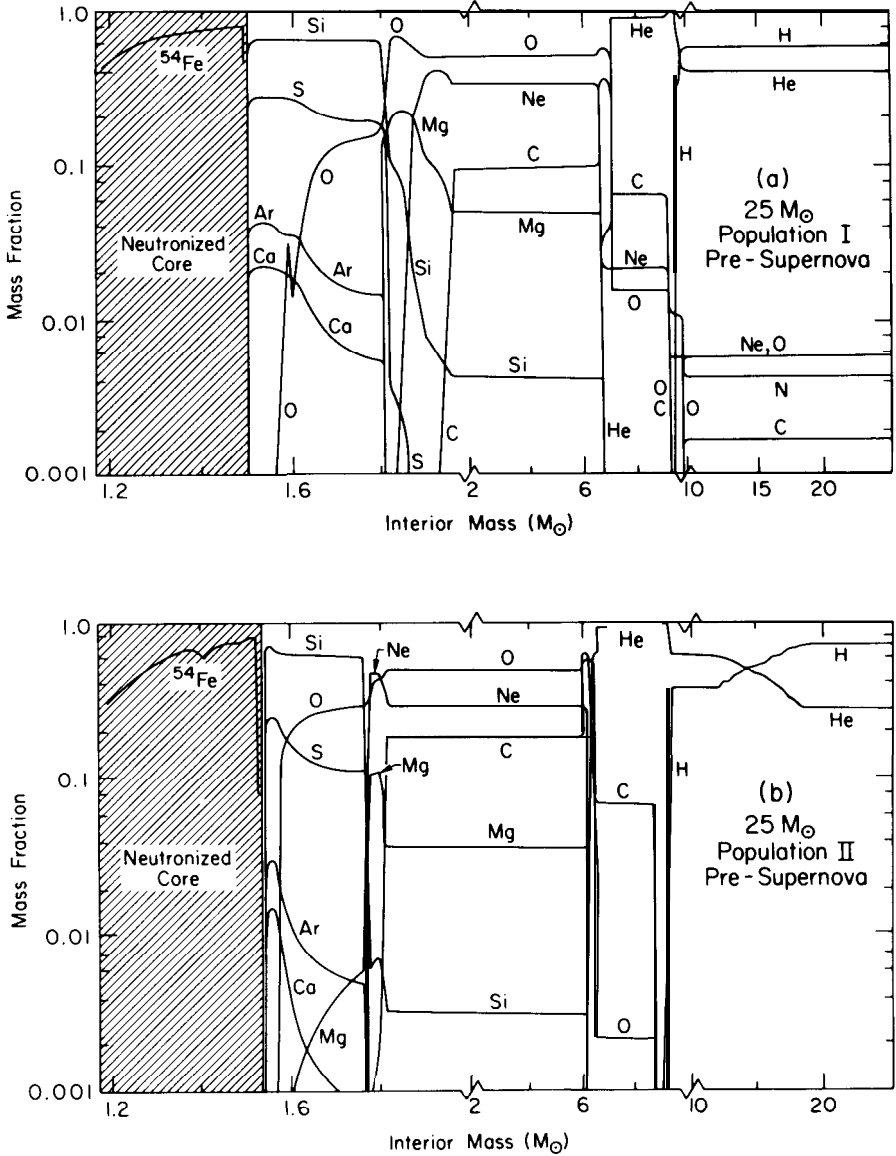 1.0
Si
O
O
He
H
54Fe
He
S
Ne
Mg
0.1
O
C
C
H
(a)
25 M⊙
Population I
Pre-Supernova
Mg
Ar
Neutronized
Core
Ca
Ar
Si
Ne
O
Ca
0.01
Ne, O
Si
O
N
O
C
O
S
C
He
C
0.001
1.2
1.6
2
6
10
15
20
Mass Fraction
Interior Mass (M⊙)
1.0
Si
Ne
O
He
H
54Fe
O
Ne
He
S
C
Mg
H
0.1
C
(b)
25 M⊙
Population II
Pre-Supernova
Mg
Neutronized
Core
Ar
0.01
Ca
Si
Mg
O
0.001
1.2
1.6
2
6
10
20
Mass Fraction
Interior Mass (M⊙)